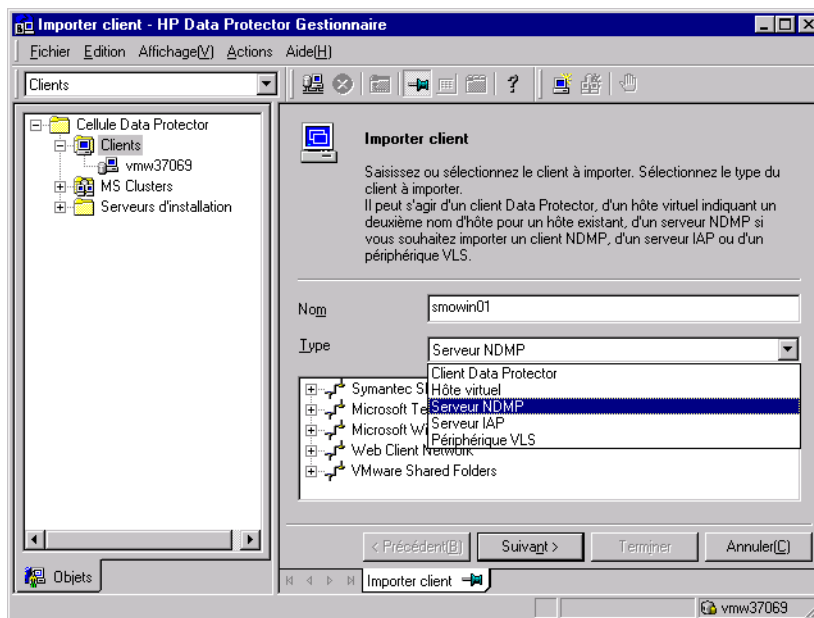 Importer client - HP Data Protector Gestionnaire
Fichier Edition Affichage(V) Actions Aide(H)
Clients
Cellule Data Protector
Clients
vmw37069
MS Clusters
Serveurs d'installation
Importer client
Saisissez ou sélectionnez le client à importer. Sélectionnez le type du
client à importer.
Il peut s'agir d'un client Data Protector, d'un hôte virtuel indiquant un
deuxième nom d'hôte pour un hôte existant, d'un serveur NDMP si
vous souhaitez importer un client NDMP, d'un serveur IAP ou d'un
périphérique VLS.
Nom smowin01
Type Serveur NDMP
Client Data Protector
Hôte virtuel
Serveur NDMP
Serveur IAP
Périphérique VLS
Symantec
Microsoft
Microsoft
Web Client Network
VMware Shared Folders
< Précédent(B) Suivant > Terminer Annuler(C)
Objets
Importer client
vmw37069